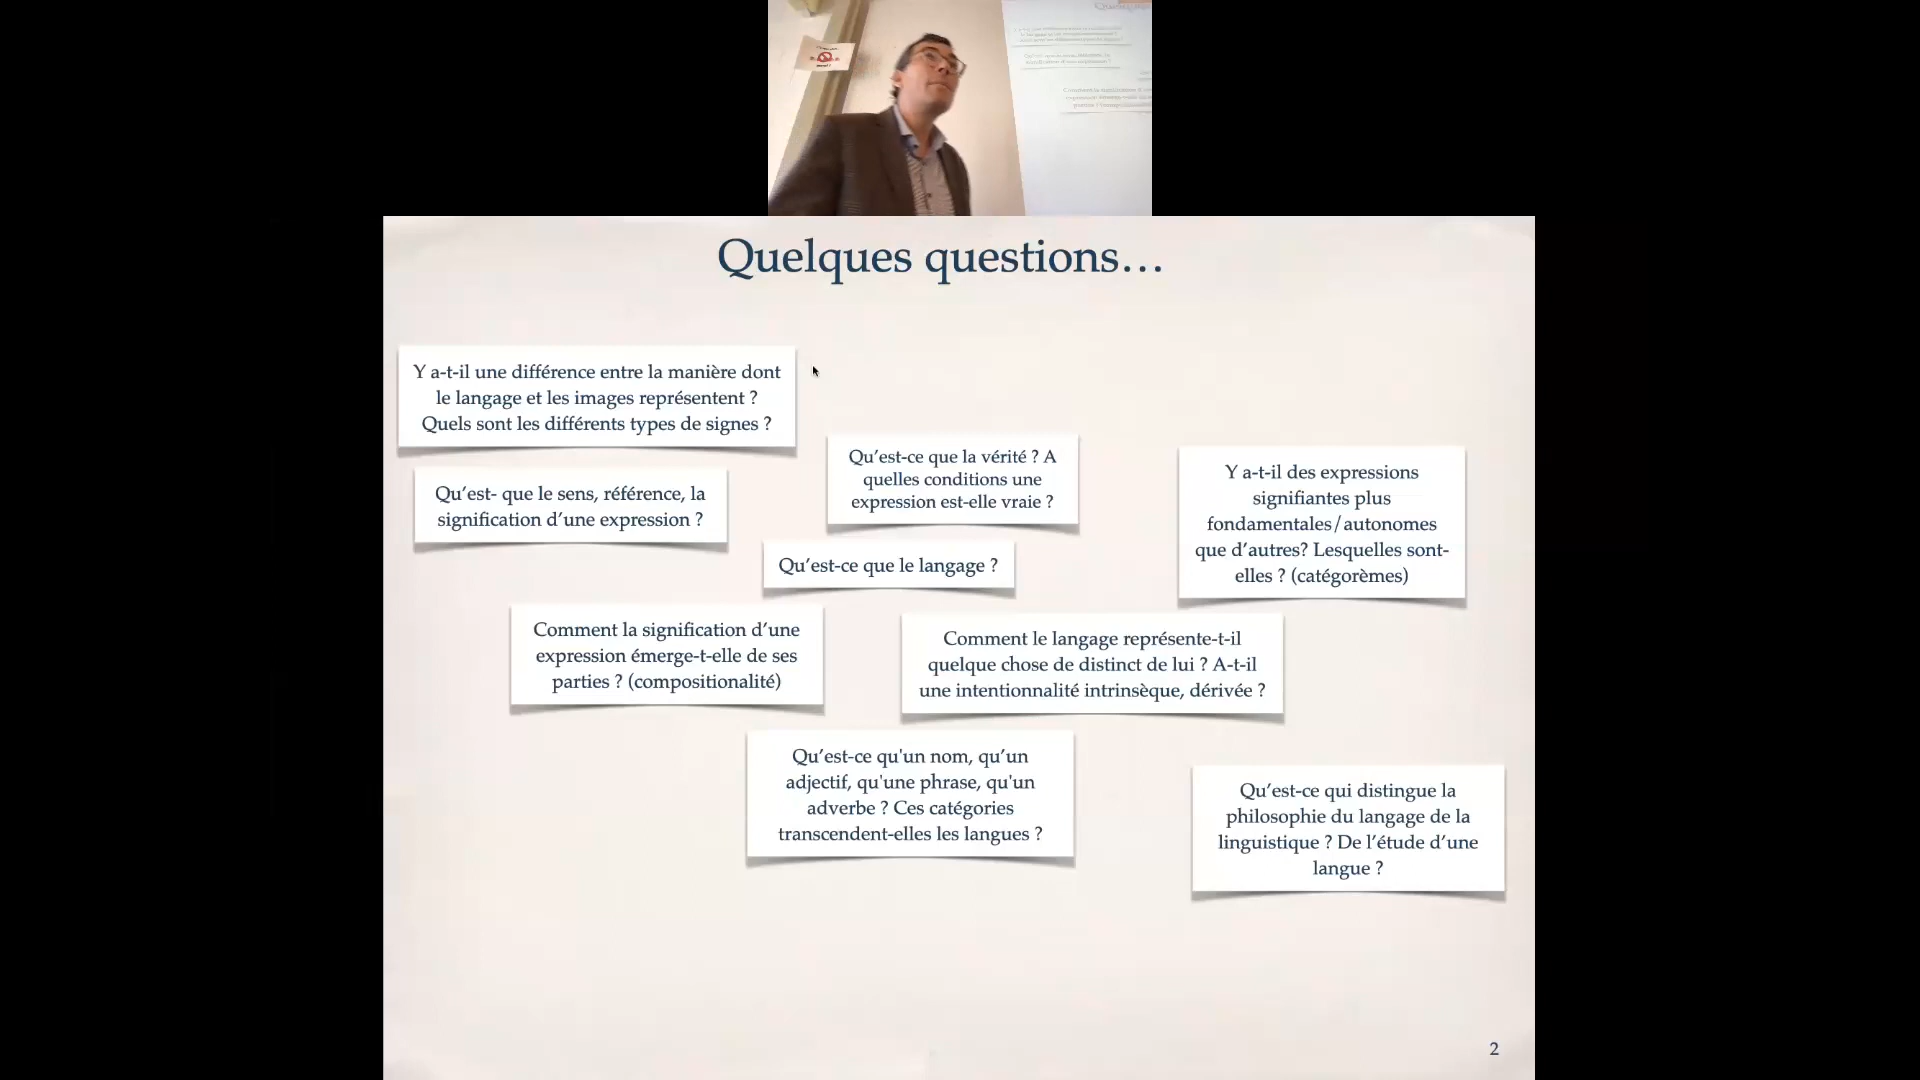 Quelques questions…
Y a-t-il une différence entre la manière dont
le langage et les images représentent ?
Quels sont les différents types de signes ?
Qu’est- que le sens, référence, la
signification d’une expression ?
Qu’est-ce que la vérité ? A
quelles conditions une
expression est-elle vraie ?
Y a-t-il des expressions
signifiantes plus
fondamentales/autonomes
que d’autres? Lesquelles sont-
elles ? (catégorèmes)
Qu’est-ce que le langage ?
Comment la signification d’une
expression émerge-t-elle de ses
parties ? (compositionalité)
Comment le langage représente-t-il
quelque chose de distinct de lui ? A-t-il
une intentionnalité intrinsèque, dérivée ?
Qu’est-ce qu'un nom, qu’un
adjectif, qu'une phrase, qu'un
adverbe ? Ces catégories
transcendent-elles les langues ?
Qu’est-ce qui distingue la
philosophie du langage de la
linguistique ? De l’étude d’une
langue ?
2